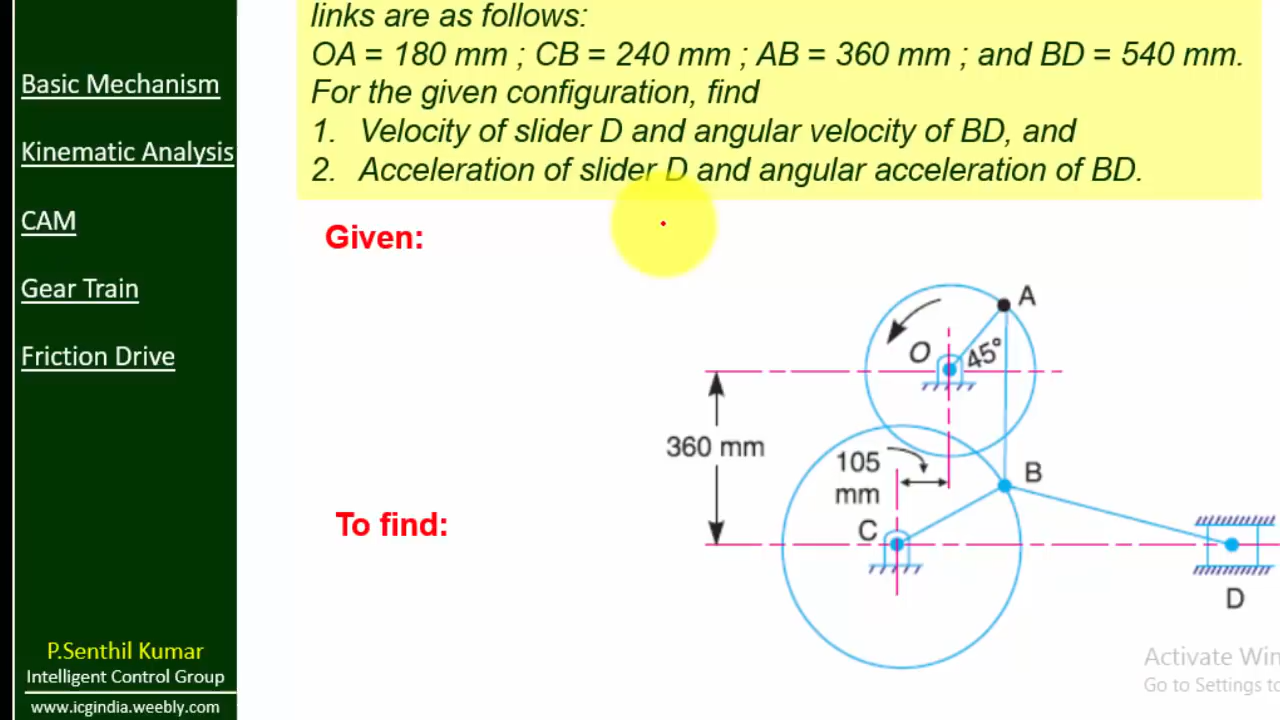 links are as follows:
OA = 180 mm ; CB = 240 mm ; AB = 360 mm ; and BD = 540 mm.
For the given configuration, find
1. Velocity of slider D and angular velocity of BD, and
2. Acceleration of slider D and angular acceleration of BD.
Basic Mechanism
Kinematic Analysis
CAM
Gear Train
Friction Drive
P.Senthil Kumar
Intelligent Control Group
www.icgindia.weebly.com
Given:
To find:
A
O
45°
360 mm
105
mm
B
C
D
Activate Win
Go to Settings to